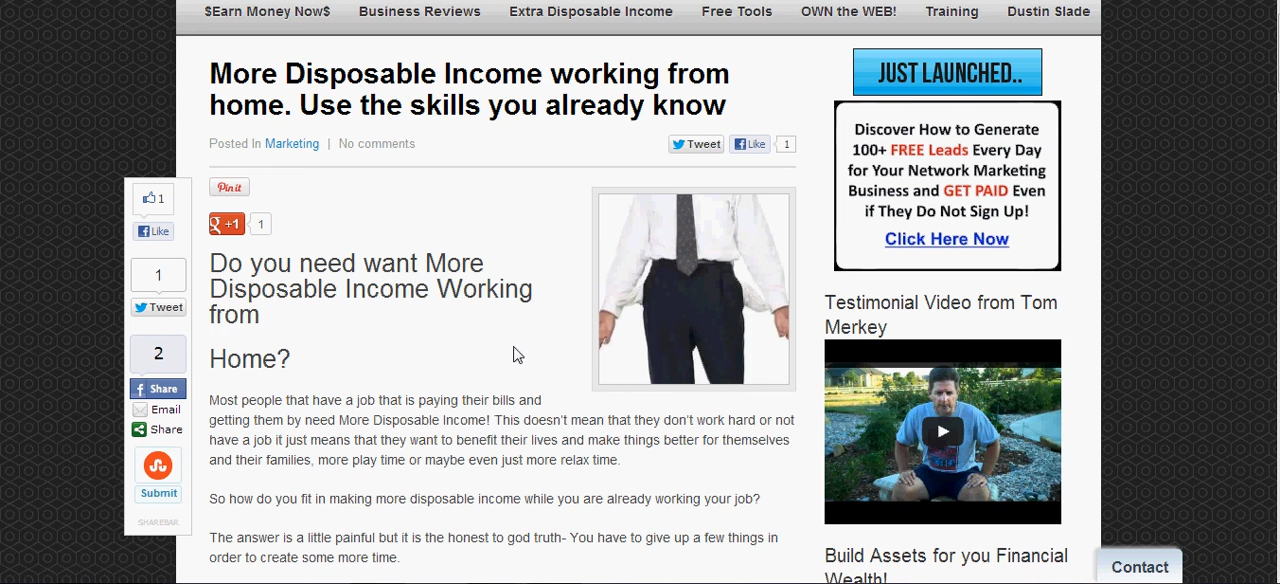 $Earn Money Now$ Business Reviews Extra Disposable Income Free Tools OWN the WEB! Training Dustin Slade
More Disposable Income working from
home. Use the skills you already know
Posted In Marketing | No comments
Tweet
Like
1
Pin it
g +1
1
Do you need want More
Disposable Income Working
from
Home?
Most people that have a job that is paying their bills and
getting them by need More Disposable Income! This doesn't mean that they don't work hard or not
have a job it just means that they want to benefit their lives and make things better for themselves
and their families, more play time or maybe even just more relax time.
So how do you fit in making more disposable income while you are already working your job?
The answer is a little painful but it is the honest to god truth- You have to give up a few things in
order to create some more time.
1
Like
1
Tweet
2
f Share
Email
Share
Submit
SHAREBAR
JUST LAUNCHED..
Discover How to Generate
100+ FREE Leads Every Day
for Your Network Marketing
Business and GET PAID Even
if They Do Not Sign Up!
Click Here Now
Testimonial Video from Tom
Merkey
Build Assets for you Financial
Wealth!
Contact